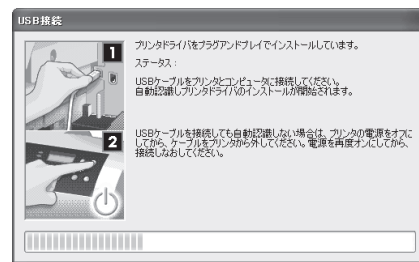 USB接続
1
プリンタドライバをプラグアンドプレイでインストールしています。
ステータス：
USBケーブルをプリンタとコンピュータに接続してください。
自動認識しプリンタドライバのインストールが開始されます。
2
USBケーブルを接続しても自動認識しない場合は、プリンタの電源をオフに
してから、ケーブルをプリンタから外してください。電源を再度オンにしてから、
接続しなおしてください。